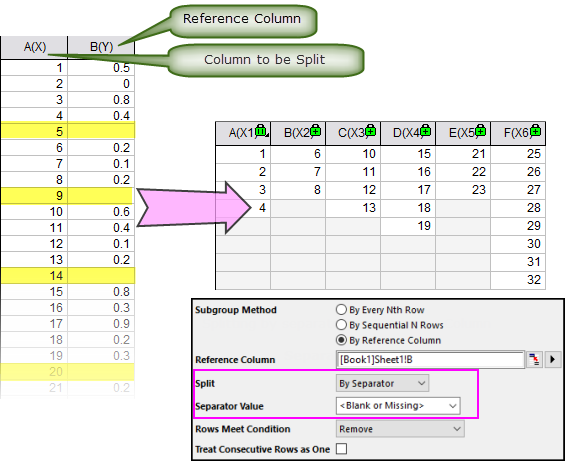 Reference Column
Column to be Split
A(X) B(Y)
1 0.5
2 0
3 0.8
4 0.4
5
6 0.2
7 0.1
8 0.2
9
10 0.6
11 0.4
12 0.1
13 0.2
14
15 0.8
16 0.3
17 0.9
18 0.2
19 0.3
20
21 0.2
A(X1) B(X2) C(X3) D(X4) E(X5) F(X6)
1 6 10 15 21 25
2 7 11 16 22 26
3 8 12 17 23 27
4 13 18 28
19 29
30
31
32
Subgroup Method By Every Nth Row
By Sequential N Rows
By Reference Column
Reference Column [Book1]Sheet1!B
Split By Separator
Separator Value <Blank or Missing>
Rows Meet Condition Remove
Treat Consecutive Rows as One